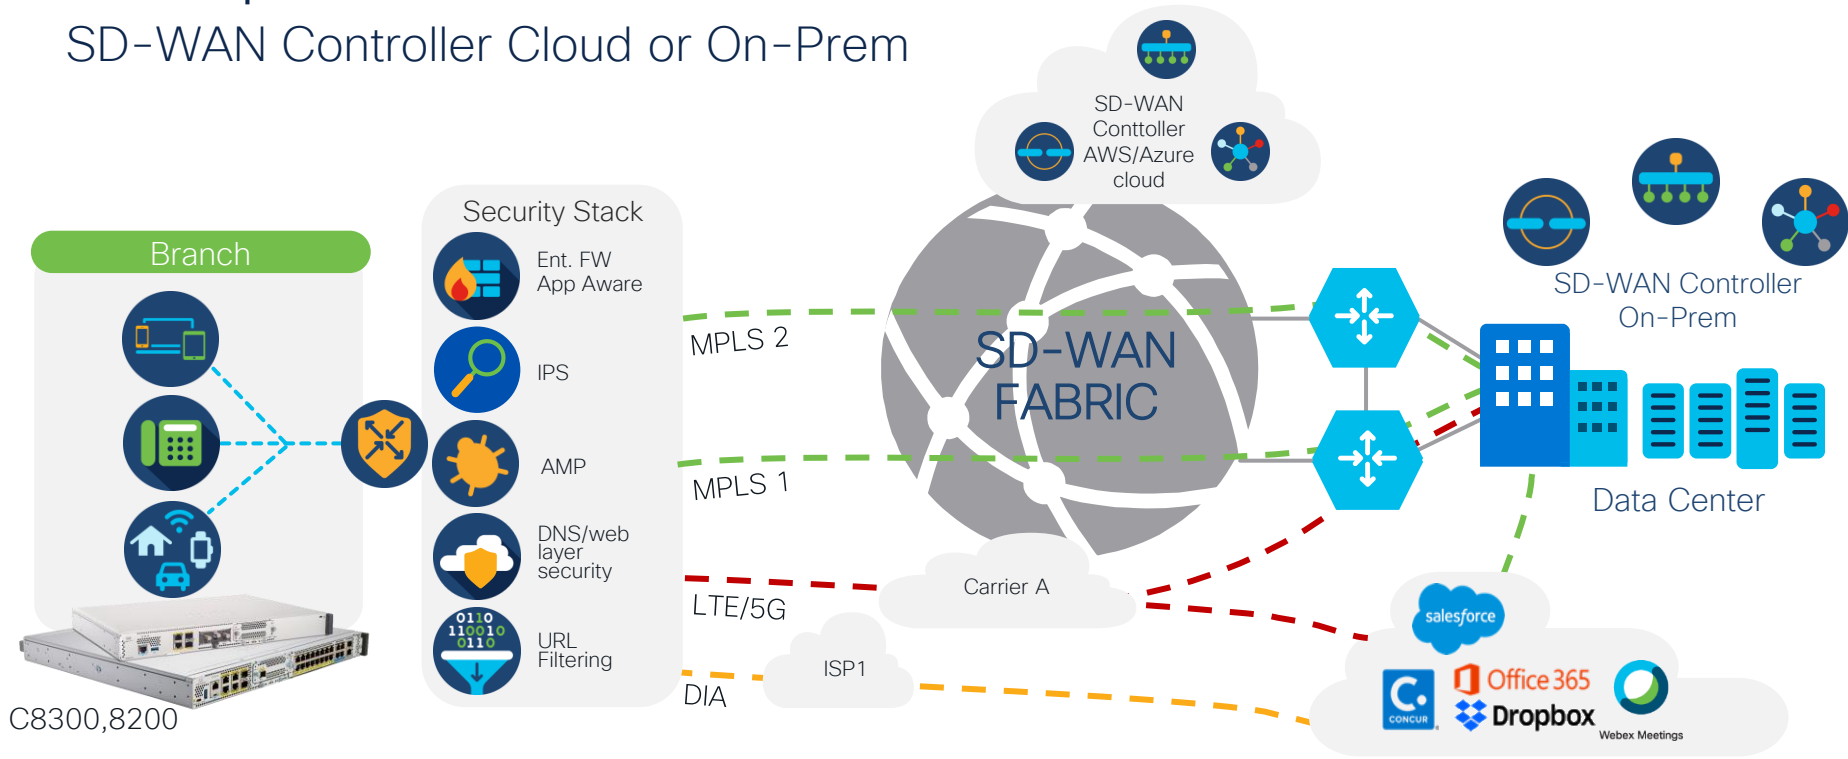 SD-WAN Controller Cloud or On-Prem
SD-WAN
Conttoller
AWS/Azure
cloud
Security Stack
Branch
Ent. FW
App Aware
IPS
AMP
DNS/web
layer
security
0110
110010
0110
URL
Filtering
C8300,8200
MPLS 2
MPLS 1
LTE/5G
DIA
SD-WAN
FABRIC
Carrier A
ISP1
SD-WAN Controller
On-Prem
Data Center
salesforce
C.
CONCUR
Office 365
Dropbox
Webex Meetings